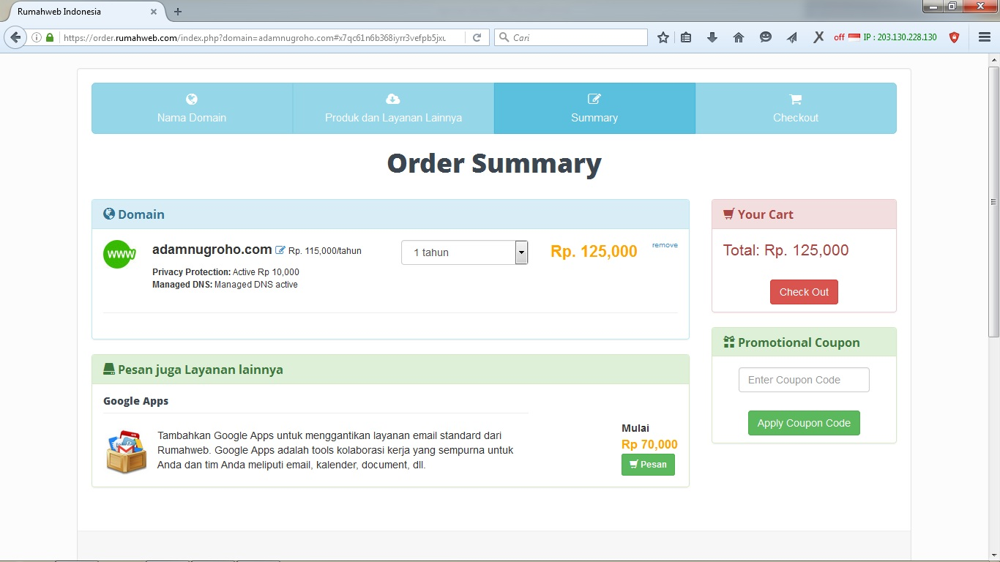 Rumahweb Indonesia
https://order.rumahweb.com/index.php?domain=adamnugroho.com#x7qc61n6b368iyrr3vefpb5jxu
Cari
off IP : 203.130.228.130
Nama Domain
Produk dan Layanan Lainnya
Summary
Checkout
Order Summary
Domain
www
adamnugroho.com Rp. 115,000/tahun
1 tahun
Rp. 125,000
remove
Privacy Protection: Active Rp 10,000
Managed DNS: Managed DNS active
Your Cart
Total: Rp. 125,000
Check Out
Promotional Coupon
Enter Coupon Code
Apply Coupon Code
Pesan juga Layanan lainnya
Google Apps
Tambahkan Google Apps untuk menggantikan layanan email standard dari
Rumahweb. Google Apps adalah tools kolaborasi kerja yang sempurna untuk
Anda dan tim Anda meliputi email, kalender, document, dll.
Mulai
Rp 70,000
Pesan